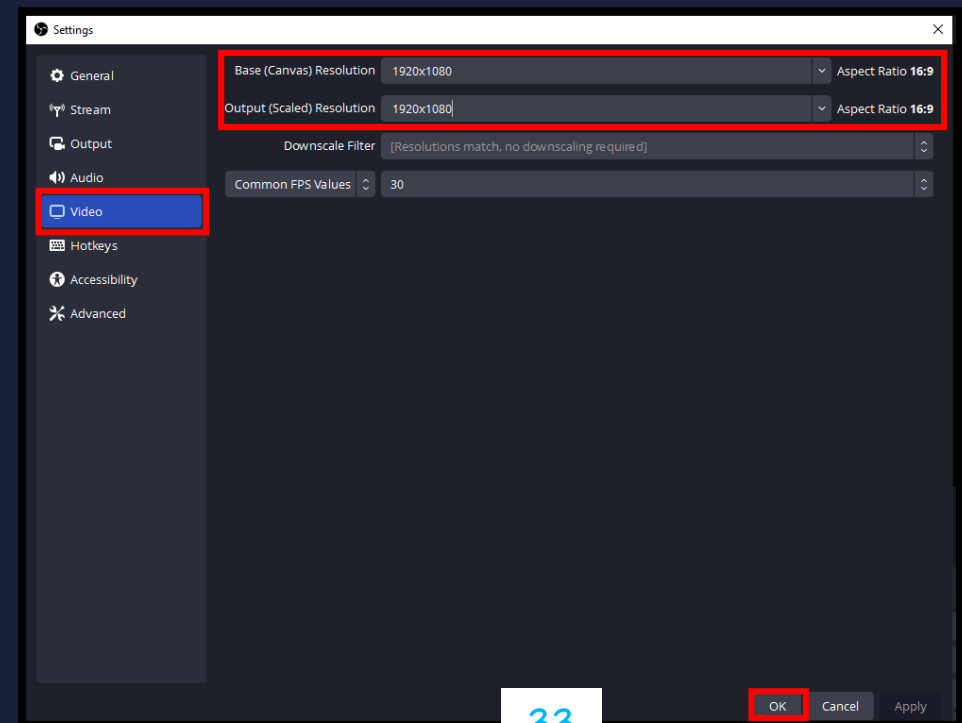 Settings
General
Stream
Output
Audio
Video
Hotkeys
Accessibility
Advanced
Base (Canvas) Resolution 1920x1080 Aspect Ratio 16:9
Output (Scaled) Resolution 1920x1080 Aspect Ratio 16:9
Downscale Filter [Resolutions match, no downscaling required]
Common FPS Values 30
OK Cancel Apply
33